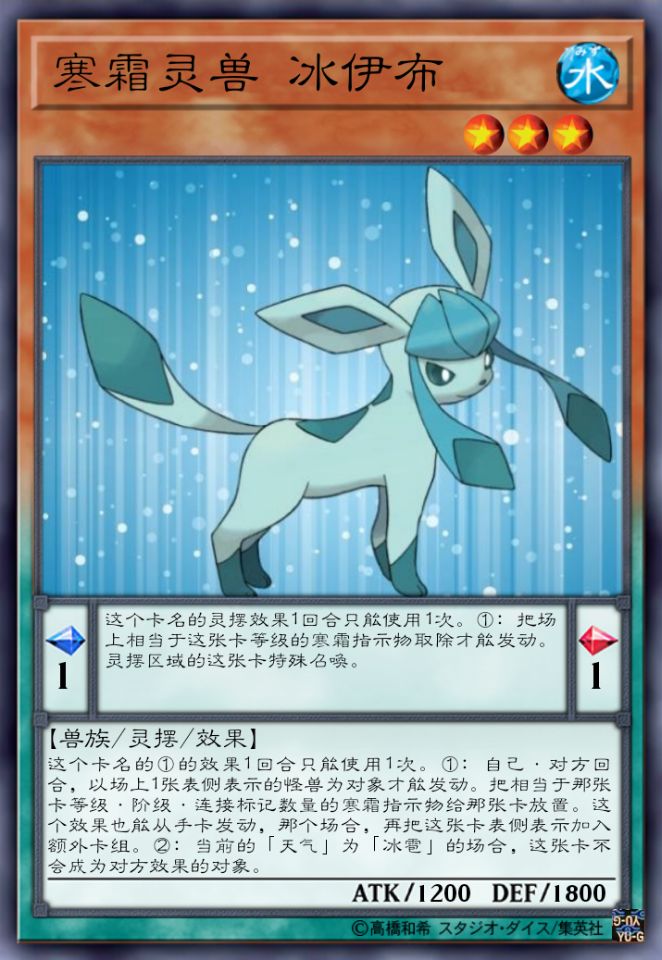 寒霜灵兽 冰伊布
みず
水
这个卡名的灵摆效果1回合只能使用1次。①：把场
上相当于这张卡等级的寒霜指示物取除才能发动。
灵摆区域的这张卡特殊召唤。
1
1
【兽族/灵摆/效果】
这个卡名的①的效果1回合只能使用1次。①：自己·对方回
合，以场上1张表侧表示的怪兽为对象才能发动。把相当于那张
卡等级·阶级·连接标记数量的寒霜指示物给那张卡放置。这
个效果也能从手卡发动，那个场合，再把这张卡表侧表示加入
额外卡组。②：当前的「天气」为「冰雹」的场合，这张卡不
会成为对方效果的对象。
ATK/1200 DEF/1800
©高橋和希 スタジオ·ダイス/集英社
YU-G
YU-G